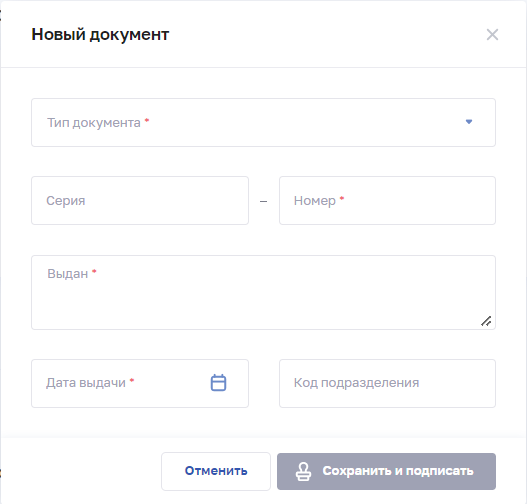 Новый документ
Тип документа *
Серия – Номер *
Выдан *
Дата выдачи * Код подразделения
Отменить Сохранить и подписать